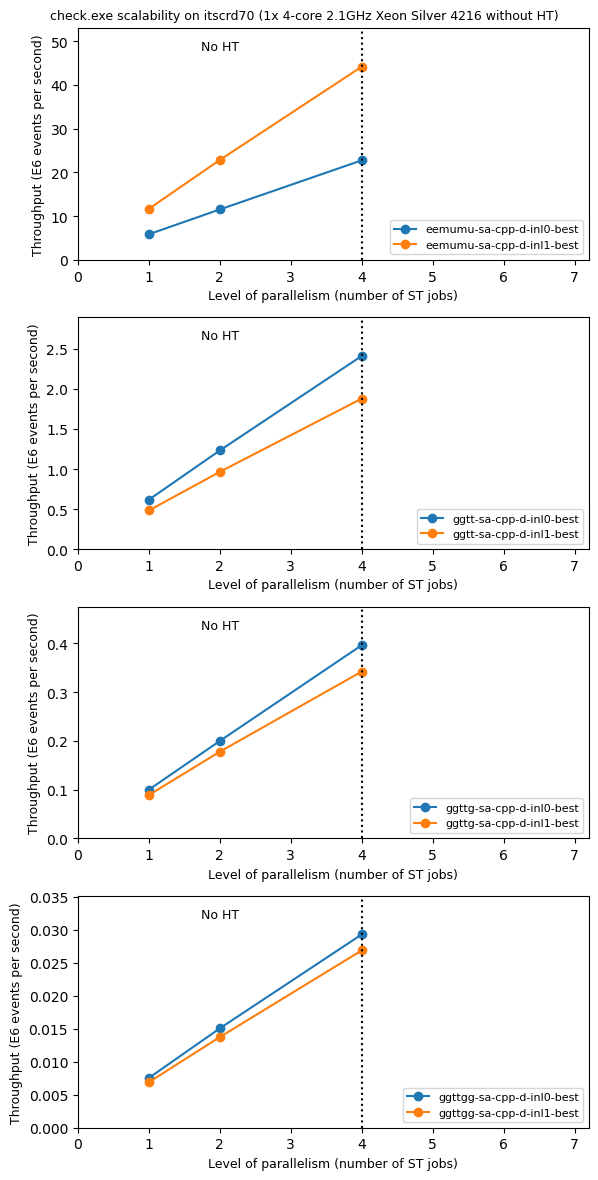 check.exe scalability on itscrd70 (1x 4-core 2.1GHz Xeon Silver 4216 without HT)
Throughput (E6 events per second)
50
40
30
20
10
0
No HT
eemumu-sa-cpp-d-inl0-best
eemumu-sa-cpp-d-inl1-best
0 1 2 3 4 5 6 7
Level of parallelism (number of ST jobs)
Throughput (E6 events per second)
2.5
2.0
1.5
1.0
0.5
0.0
No HT
ggtt-sa-cpp-d-inl0-best
ggtt-sa-cpp-d-inl1-best
0 1 2 3 4 5 6 7
Level of parallelism (number of ST jobs)
Throughput (E6 events per second)
0.4
0.3
0.2
0.1
0.0
No HT
ggttg-sa-cpp-d-inl0-best
ggttg-sa-cpp-d-inl1-best
0 1 2 3 4 5 6 7
Level of parallelism (number of ST jobs)
Throughput (E6 events per second)
0.035
0.030
0.025
0.020
0.015
0.010
0.005
0.000
No HT
ggttgg-sa-cpp-d-inl0-best
ggttgg-sa-cpp-d-inl1-best
0 1 2 3 4 5 6 7
Level of parallelism (number of ST jobs)